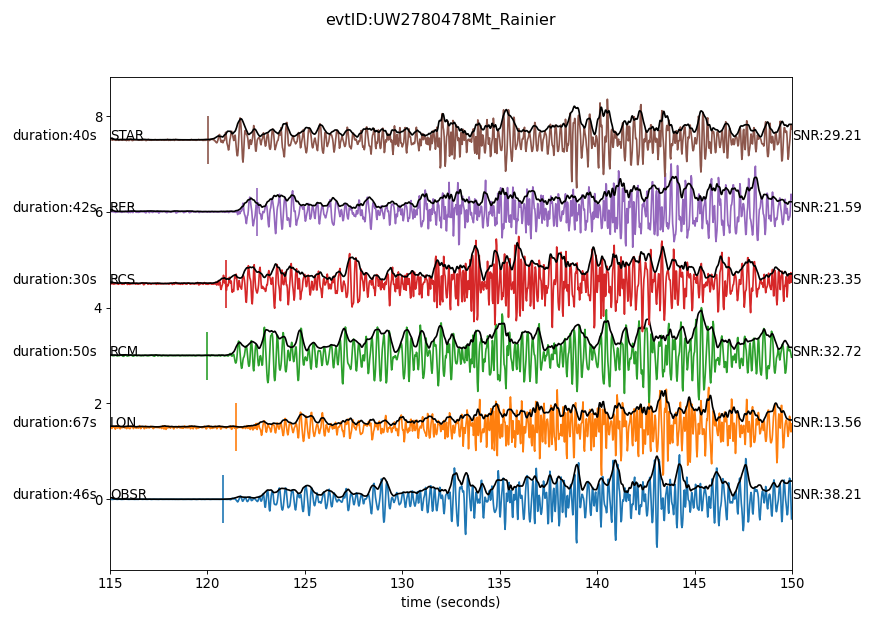 evtID:UW2780478Mt_Rainier
8
duration:40s STAR SNR:29.21
duration:42s RER SNR:21.59
6
duration:30s RCS SNR:23.35
4
duration:50s RCM SNR:32.72
2
duration:67s LON SNR:13.56
duration:46s OBSR SNR:38.21
0
115 120 125 130 135 140 145 150
time (seconds)